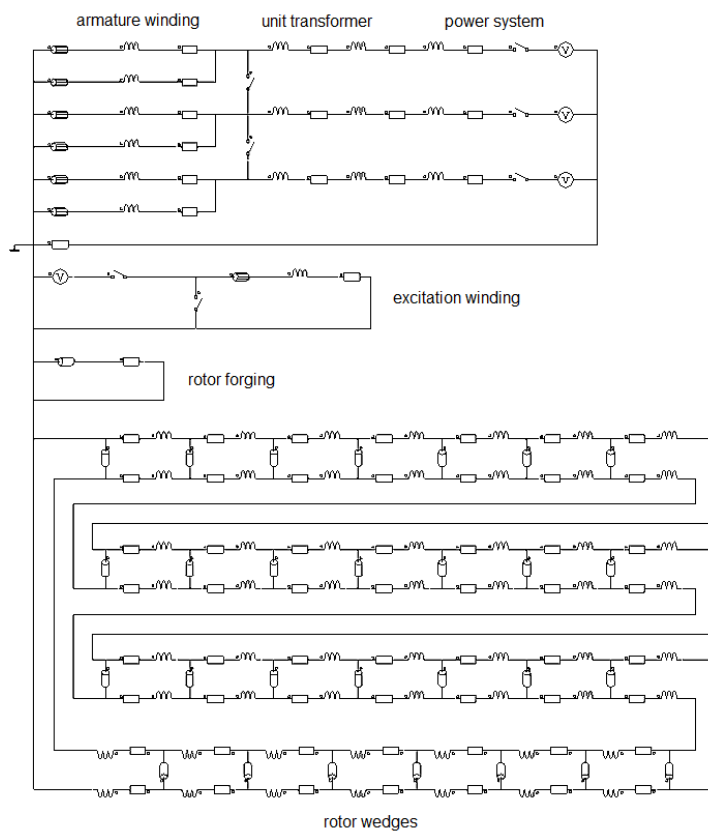 armature winding
unit transformer
power system
V
V
V
V
excitation winding
rotor forging
rotor wedges